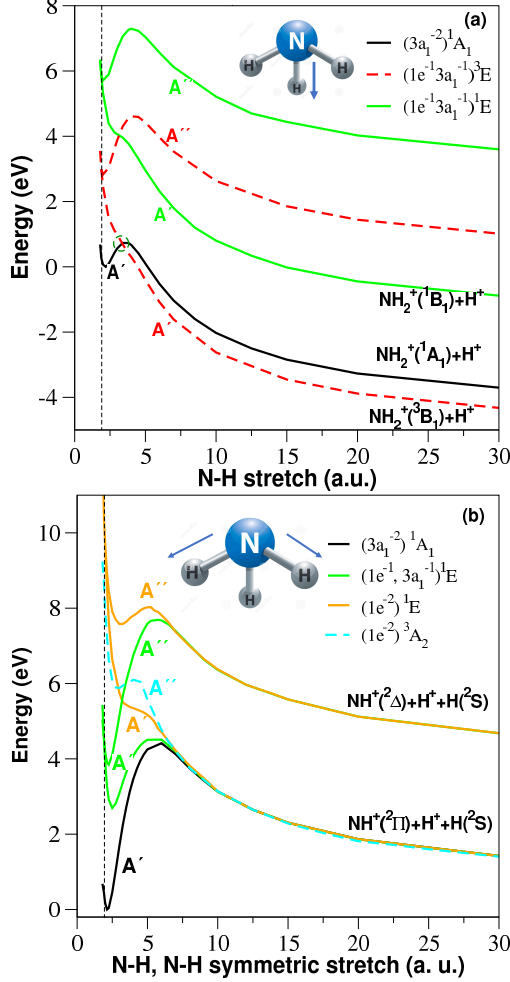 (a)
8
6
4
2
0
-2
-4
Energy (eV)
N
H
H
H
(3a₁⁻²)¹A₁
(1e⁻¹3a₁⁻¹)³E
(1e⁻¹3a₁⁻¹)¹E
A´´
A´´
A´
A´
A´
NH₂⁺(¹B₁)+H⁺
NH₂⁺(¹A₁)+H⁺
NH₂⁺(³B₁)+H⁺
0 5 10 15 20 25 30
N-H stretch (a.u.)
(b)
10
8
6
4
2
0
Energy (eV)
N
H
H
H
(3a₁⁻²) ¹A₁
(1e⁻¹, 3a₁⁻¹)¹E
(1e⁻²) ¹E
(1e⁻²) ³A₂
A´´
A´´
A´´
A´
A´
A´
NH⁺(²Δ)+H⁺+H(²S)
NH⁺(²Π)+H⁺+H(²S)
0 5 10 15 20 25 30
N-H, N-H symmetric stretch (a. u.)